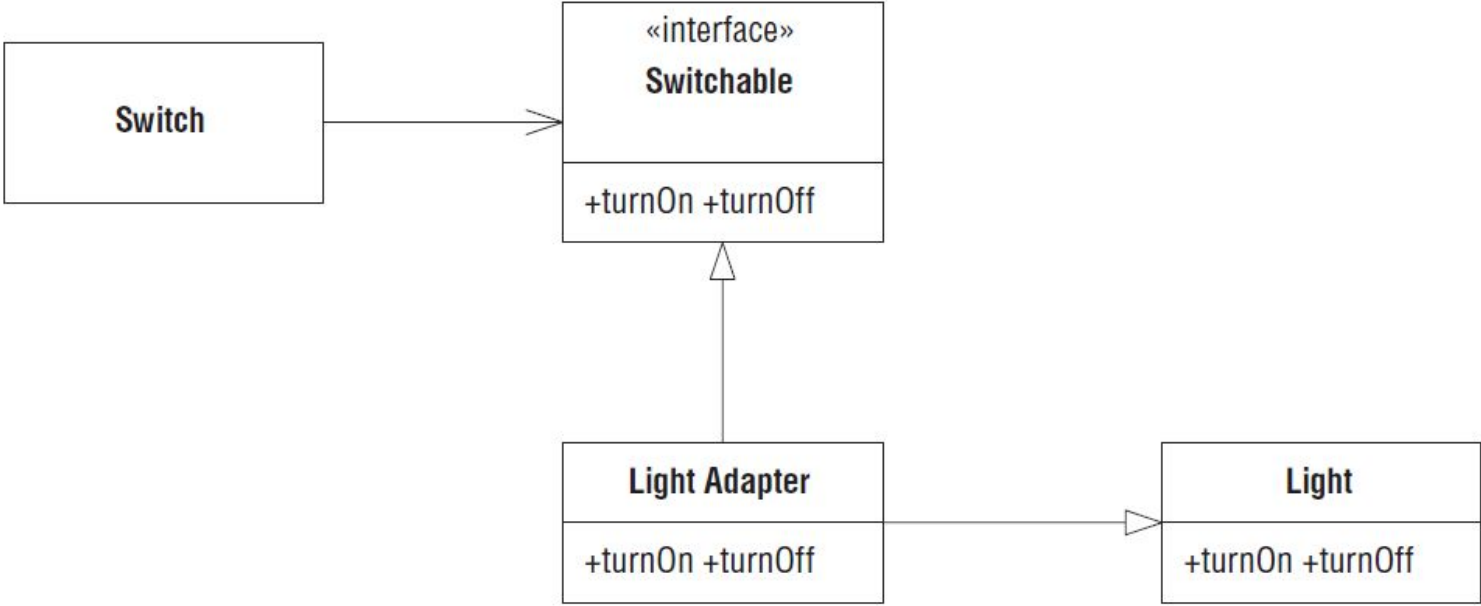 Switch
«interface»
Switchable
+turnOn +turnOff
Light Adapter
+turnOn +turnOff
Light
+turnOn +turnOff